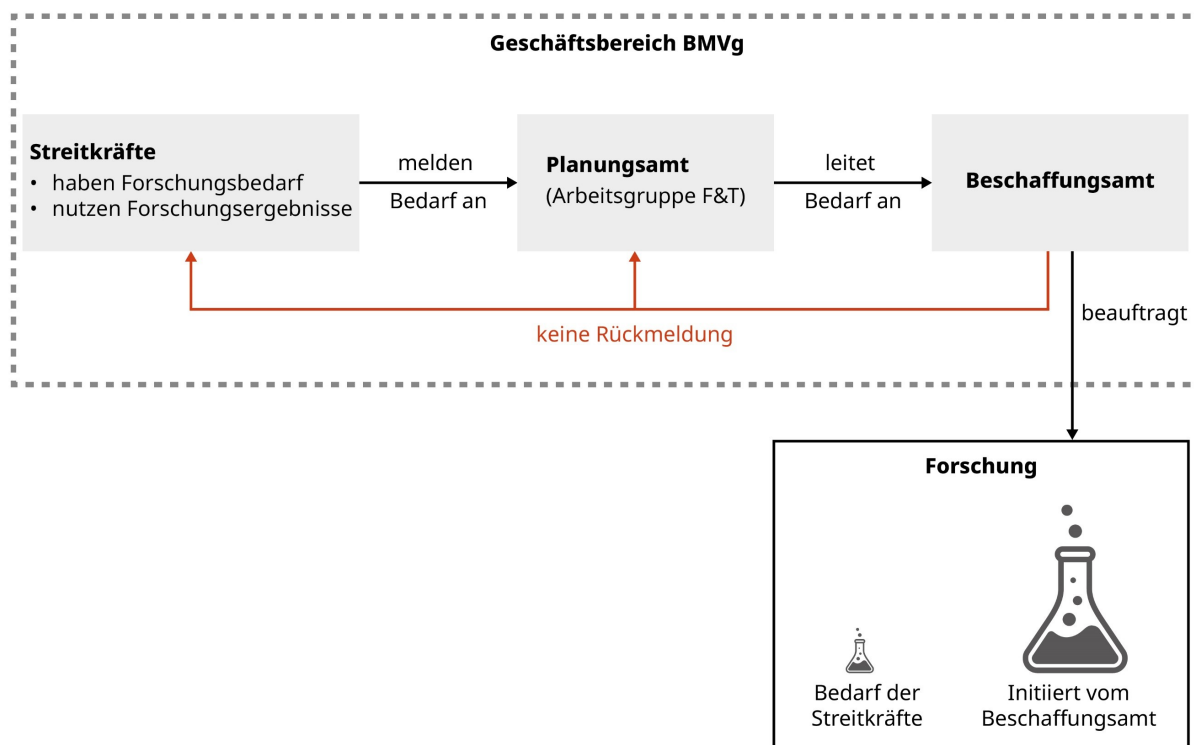 Geschäftsbereich BMVg
Streitkräfte
• haben Forschungsbedarf
• nutzen Forschungsergebnisse
melden
Bedarf an
Planungsamt
(Arbeitsgruppe F&T)
leitet
Bedarf an
Beschaffungsamt
keine Rückmeldung
beauftragt
Forschung
Bedarf der
Streitkräfte
Initiiert vom
Beschaffungsamt